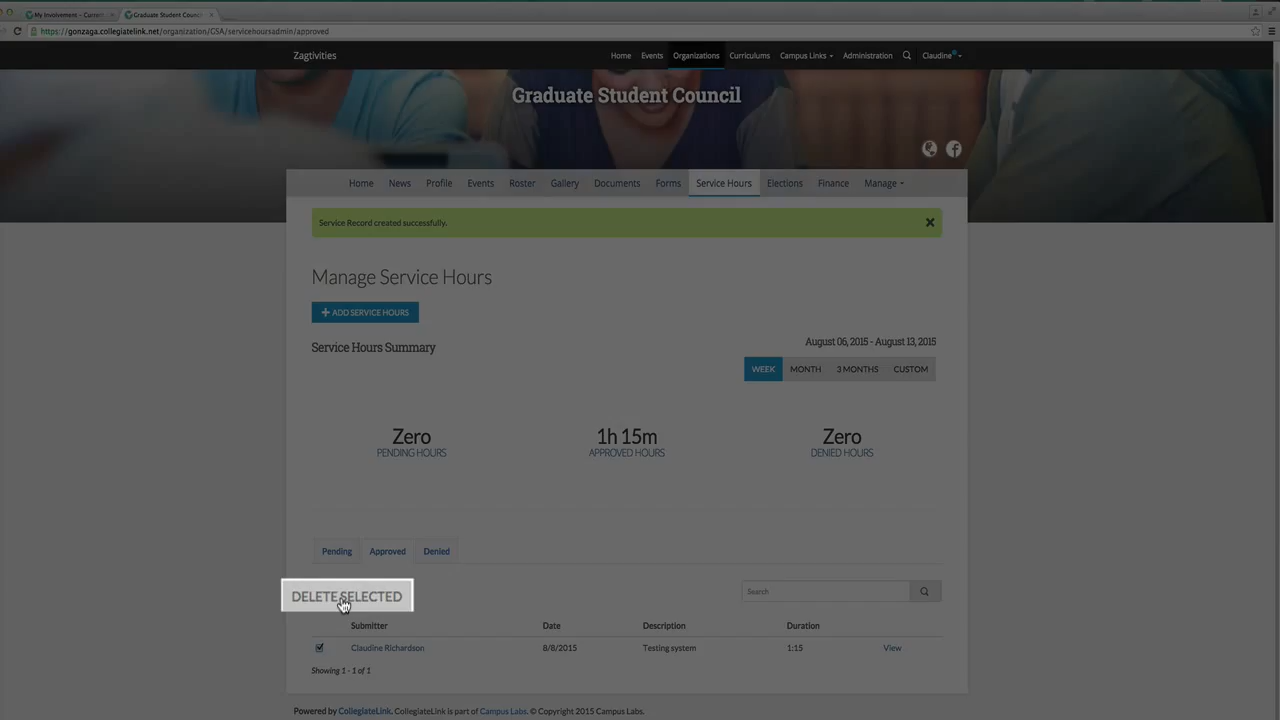 My Involvement – Current
Graduate Student Counci
https://gonzaga.collegiatelink.net/organization/GSA/servicehoursadmin/approved
Zagtivities
Home Events Organizations Curriculums Campus Links Administration Claudine
Graduate Student Council
Home News Profile Events Roster Gallery Documents Forms Service Hours Elections Finance Manage
Service Record created successfully.
Manage Service Hours
+ ADD SERVICE HOURS
August 06, 2015 - August 13, 2015
Service Hours Summary
WEEK MONTH 3 MONTHS CUSTOM
Zero 1h 15m Zero
PENDING HOURS APPROVED HOURS DENIED HOURS
Pending Approved Denied
DELETE SELECTED Search
Submitter Date Description Duration
Claudine Richardson 8/8/2015 Testing system 1:15 View
Showing 1 - 1 of 1
Powered by CollegiateLink. CollegiateLink is part of Campus Labs. © Copyright 2015 Campus Labs.